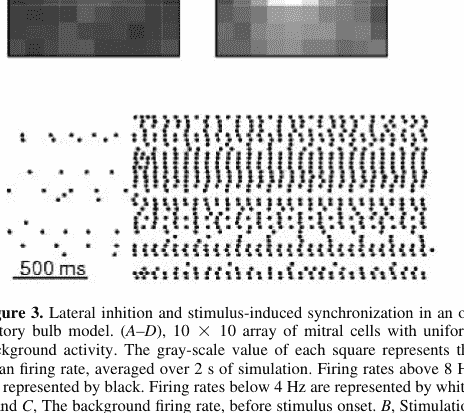 500 ms
gure 3. Lateral inhition and stimulus-induced synchronization in an o
tory bulb model. (A–D), 10 × 10 array of mitral cells with unifor
kground activity. The gray-scale value of each square represents th
an firing rate, averaged over 2 s of simulation. Firing rates above 8 H
represented by black. Firing rates below 4 Hz are represented by whit
nd C, The background firing rate, before stimulus onset. B, Stimulatio